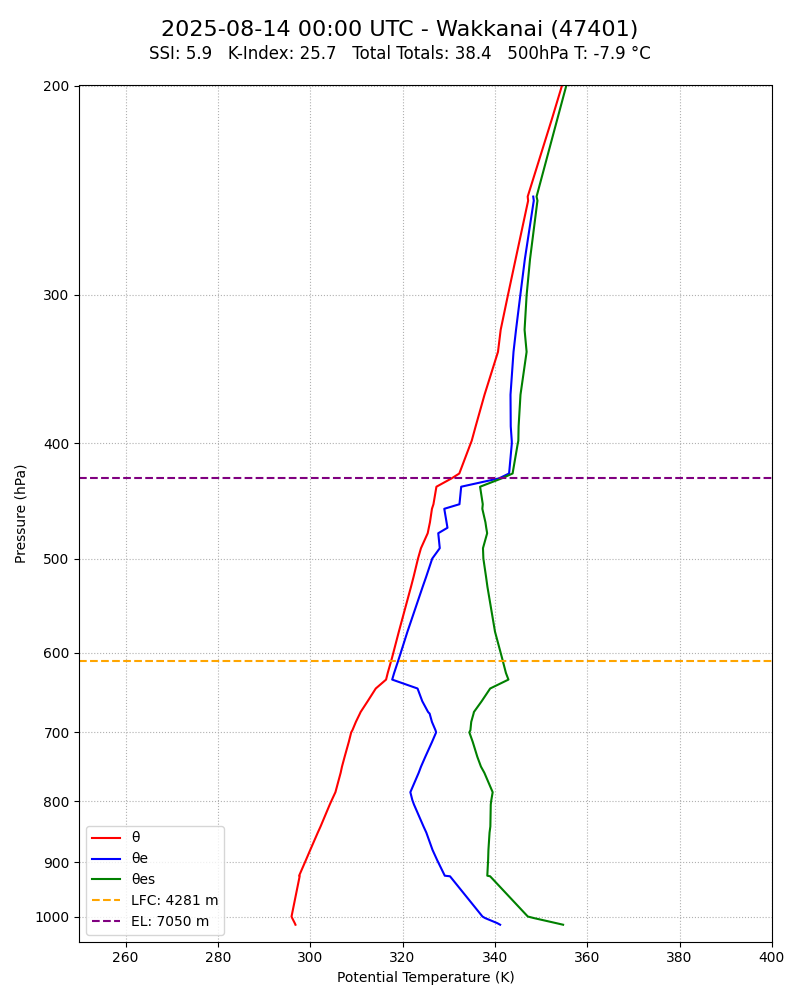 2025-08-14 00:00 UTC - Wakkanai (47401)
SSI: 5.9   K-Index: 25.7   Total Totals: 38.4   500hPa T: -7.9 °C
200
300
400
500
600
700
800
900
1000
Pressure (hPa)
θ
θe
θes
LFC: 4281 m
EL: 7050 m
260 280 300 320 340 360 380 400
Potential Temperature (K)